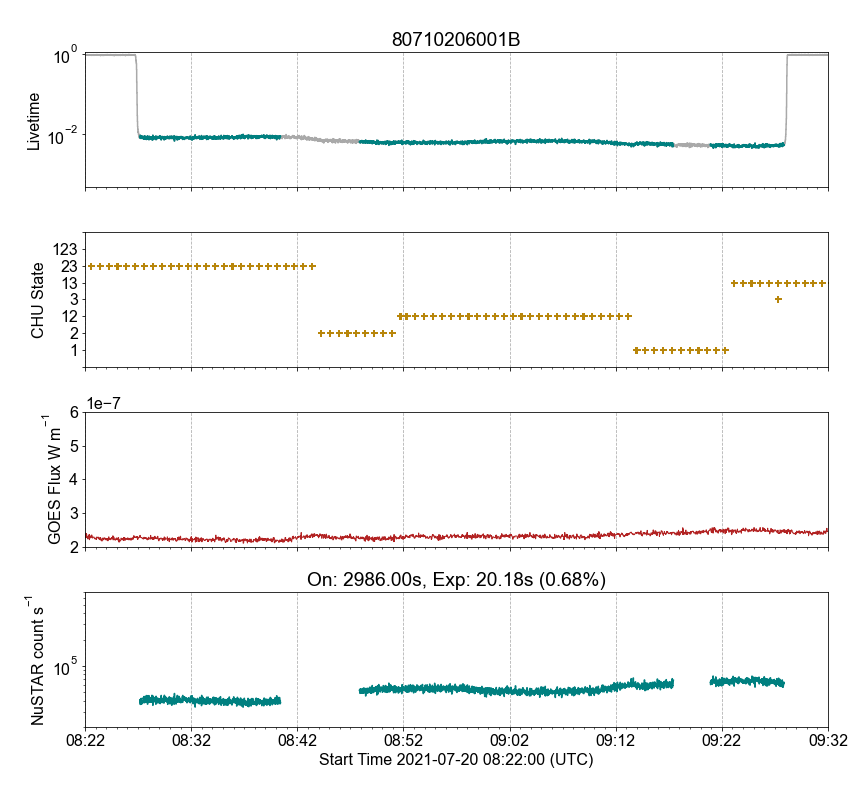 80710206001B
10^0
10^−2
Livetime
123
23
13
3
12
2
1
CHU State
1e−7
6
5
4
3
2
GOES Flux W m^−1
On: 2986.00s, Exp: 20.18s (0.68%)
10^5
NuSTAR count s^−1
08:22 08:32 08:42 08:52 09:02 09:12 09:22 09:32
Start Time 2021-07-20 08:22:00 (UTC)